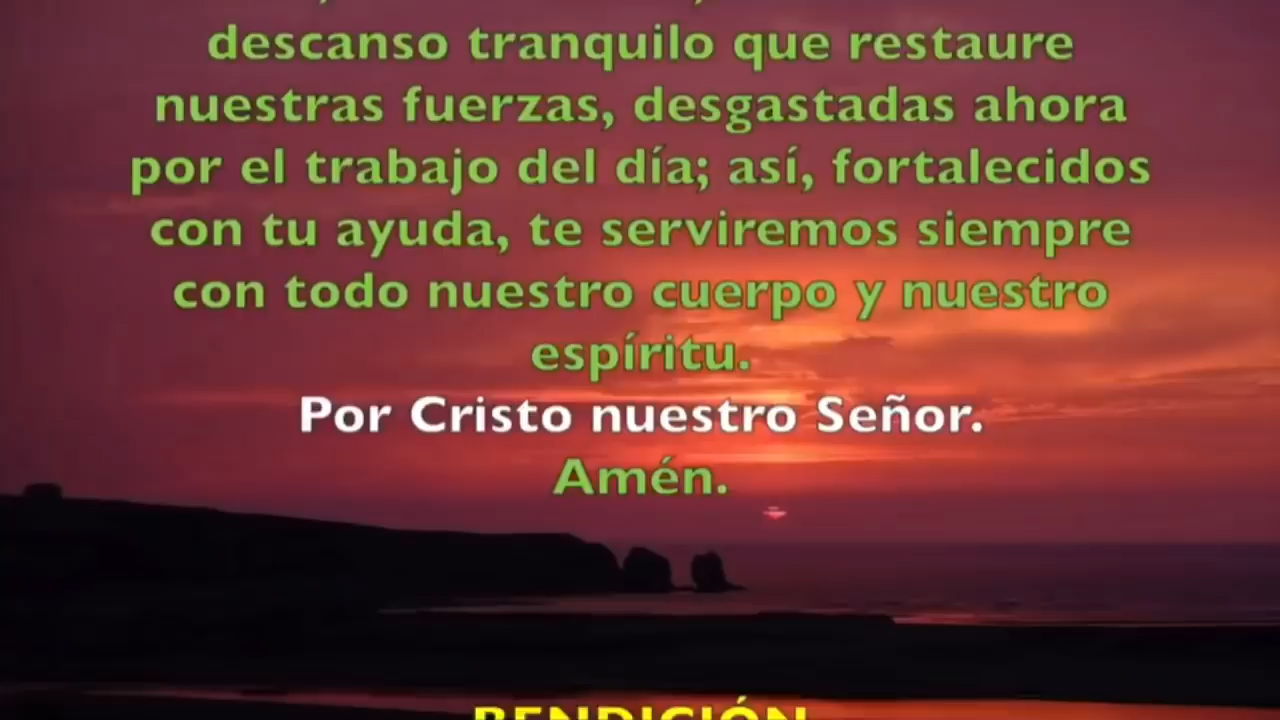 descanso tranquilo que restaure
nuestras fuerzas, desgastadas ahora
por el trabajo del día; así, fortalecidos
con tu ayuda, te serviremos siempre
con todo nuestro cuerpo y nuestro
espíritu.
Por Cristo nuestro Señor.
Amén.
BENDICIÓN